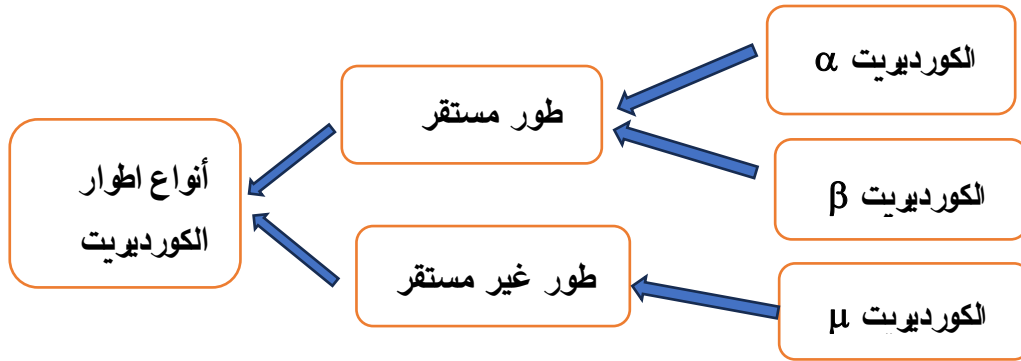 الكورديريت α
طور مستقر
أنواع اطوار
الكورديريت
الكورديريت β
طور غير مستقر
الكورديريت μ